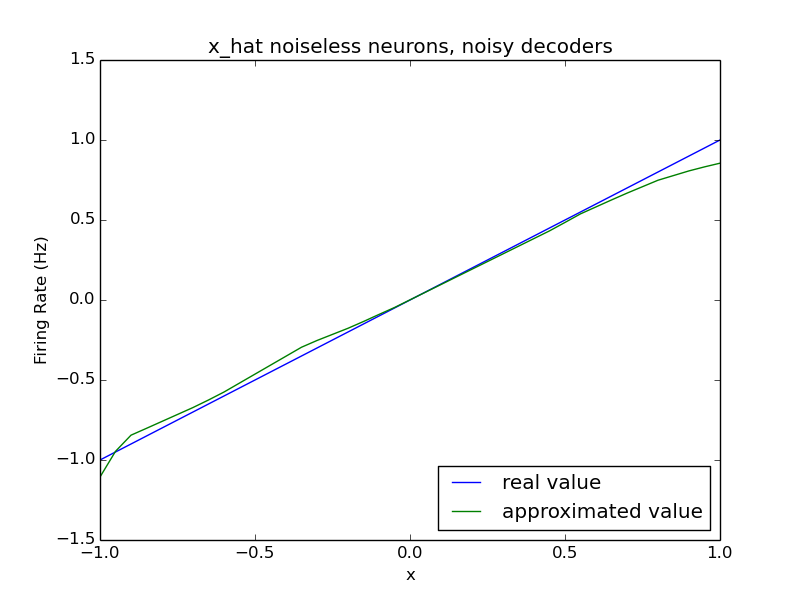 x_hat noiseless neurons, noisy decoders
1.5
1.0
0.5
0.0
−0.5
−1.0
−1.5
Firing Rate (Hz)
real value
approximated value
−1.0 −0.5 0.0 0.5 1.0
x